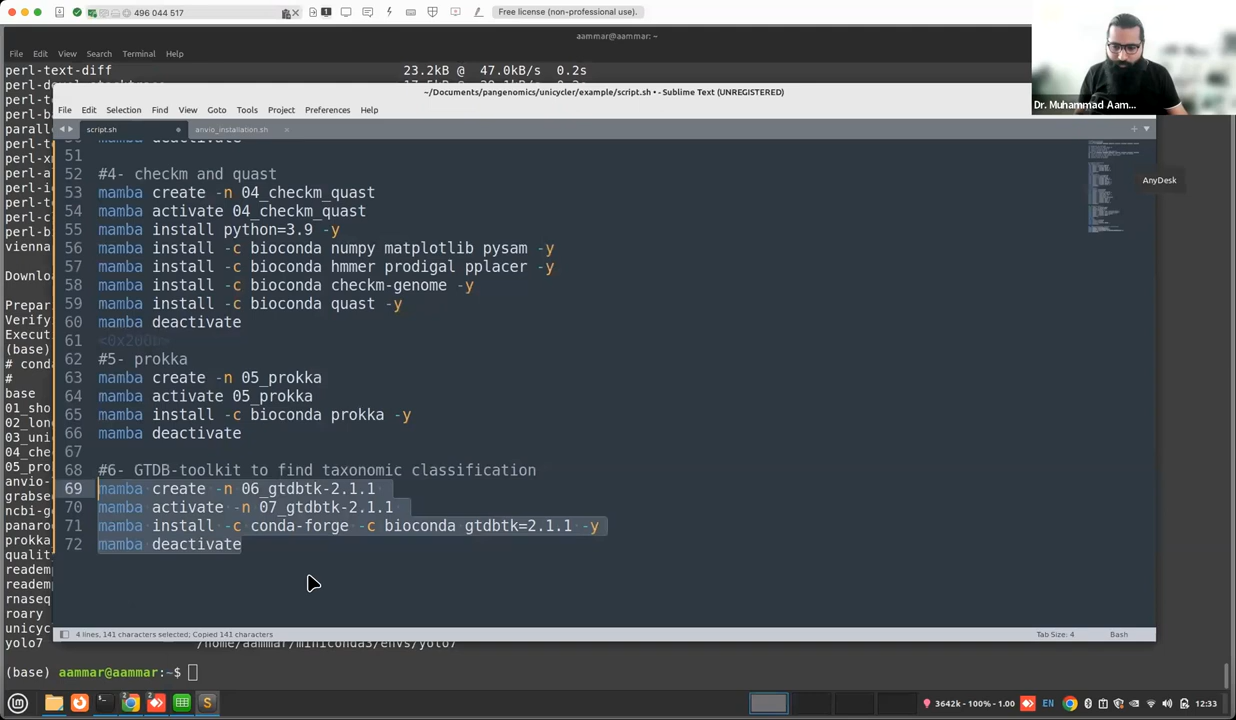 496 044 517
Free license (non-professional use).
aammar@aammar: ~
File Edit View Search Terminal Help
perl-text-diff 23.2kB @ 47.0kB/s 0.2s
~/Documents/pangenomics/unicycler/example/script.sh • - Sublime Text (UNREGISTERED)
File Edit Selection Find View Goto Tools Project Preferences Help
script.sh
anvio_installation.sh
Dr. Muhammad Aam...
AnyDesk
51
52 #4- checkm and quast
53 mamba create -n 04_checkm_quast
54 mamba activate 04_checkm_quast
55 mamba install python=3.9 -y
56 mamba install -c bioconda numpy matplotlib pysam -y
57 mamba install -c bioconda hmmer prodigal pplacer -y
58 mamba install -c bioconda checkm-genome -y
59 mamba install -c bioconda quast -y
60 mamba deactivate
61 <0x200b>
62 #5- prokka
63 mamba create -n 05_prokka
64 mamba activate 05_prokka
65 mamba install -c bioconda prokka -y
66 mamba deactivate
67
68 #6- GTDB-toolkit to find taxonomic classification
69 mamba create -n 06_gtdbtk-2.1.1
70 mamba activate -n 07_gtdbtk-2.1.1
71 mamba install -c conda-forge -c bioconda gtdbtk=2.1.1 -y
72 mamba deactivate
4 lines, 141 characters selected; Copied 141 characters
Tab Size: 4
Bash
vienna
Downlo
Prepar
Verify
Execut
(base)
# cond
#
base
01_sho
02_lon
03_uni
04_che
05_pro
anvio-
grabse
ncbi-g
panaro
prokka
qualit
readem
readem
rnaseq
roary
unicyc
yolo7 /home/aammar/miniconda3/envs/yolo7
(base) aammar@aammar:~$
3642k - 100% - 1.00
EN
12:33